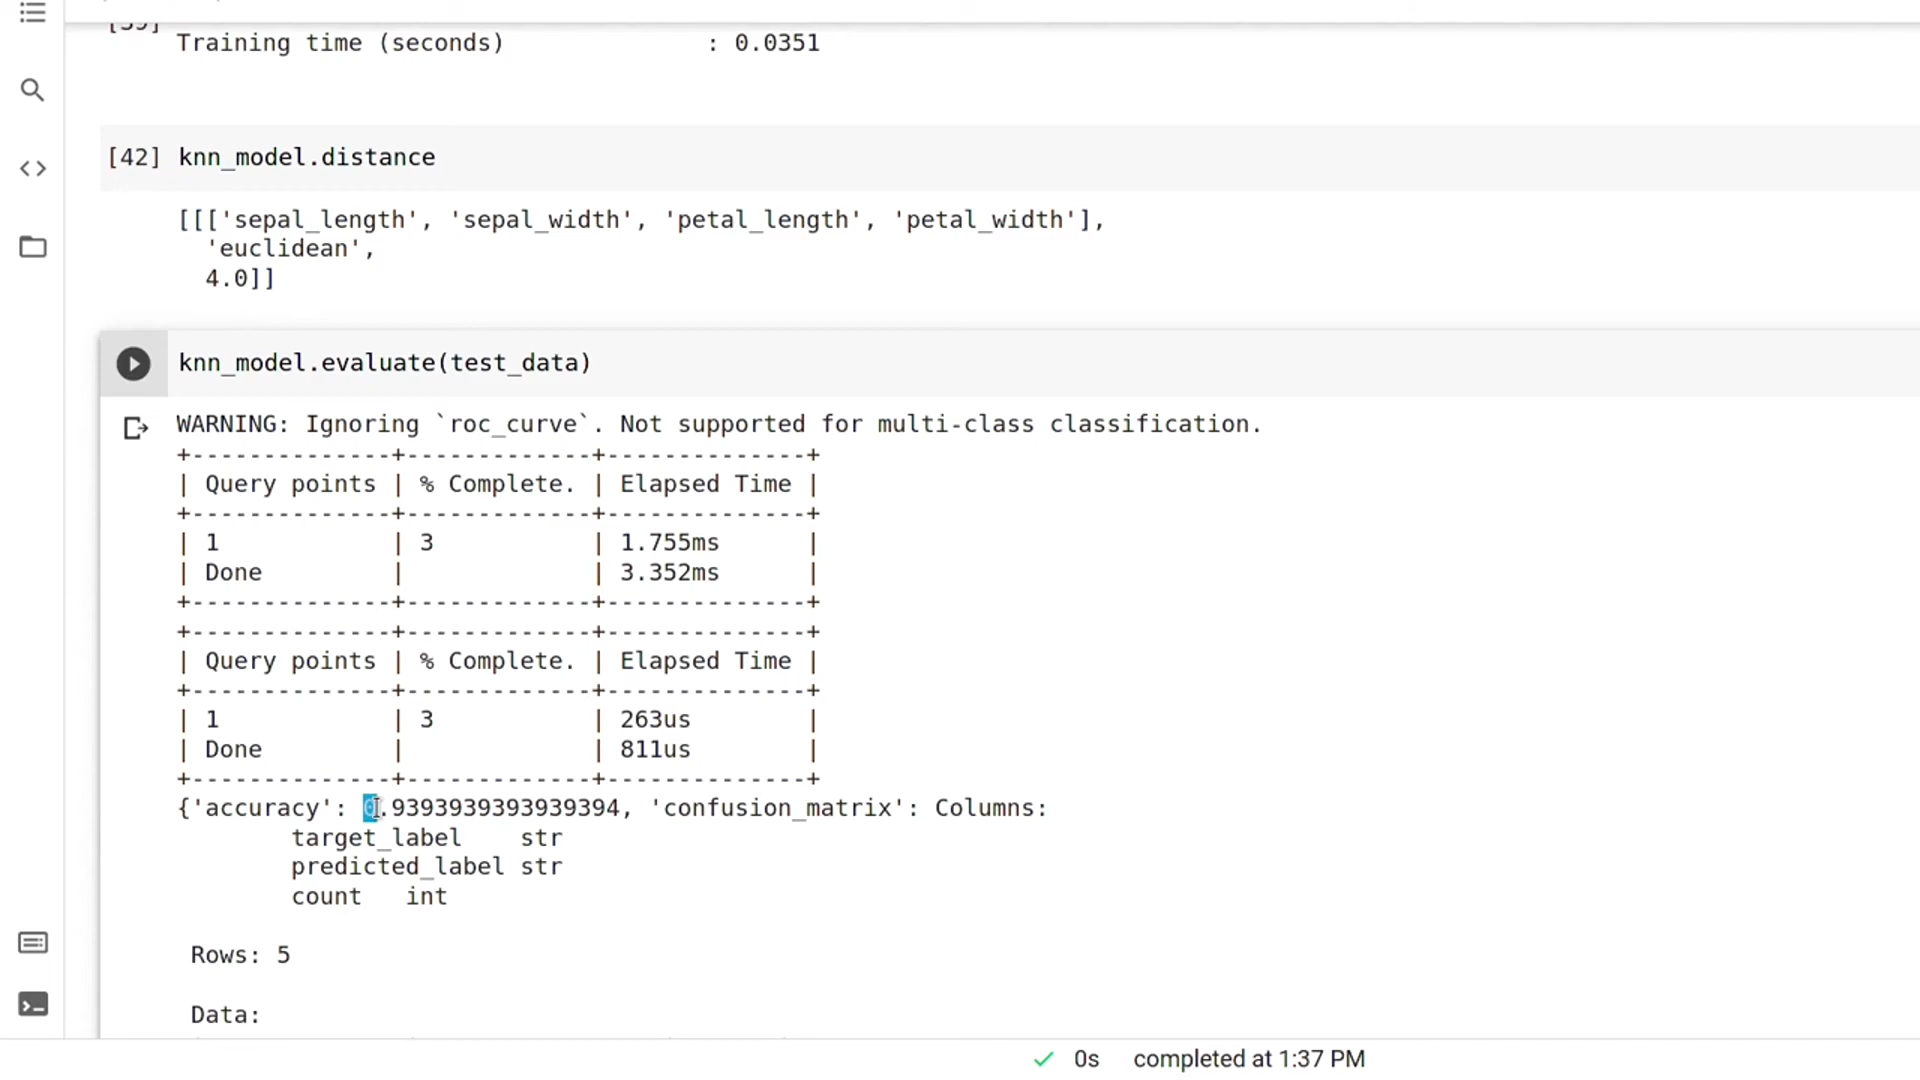 [39]
Training time (seconds) : 0.0351
[42] knn_model.distance
[[['sepal_length', 'sepal_width', 'petal_length', 'petal_width'],
'euclidean',
4.0]]
knn_model.evaluate(test_data)
WARNING: Ignoring `roc_curve`. Not supported for multi-class classification.
+--------------+-------------+--------------+
| Query points | % Complete. | Elapsed Time |
+--------------+-------------+--------------+
| 1 | 3 | 1.755ms |
| Done | | 3.352ms |
+--------------+-------------+--------------+
+--------------+-------------+--------------+
| Query points | % Complete. | Elapsed Time |
+--------------+-------------+--------------+
| 1 | 3 | 263us |
| Done | | 811us |
+--------------+-------------+--------------+
{'accuracy': 0.9393939393939394, 'confusion_matrix': Columns:
target_label str
predicted_label str
count int
Rows: 5
Data:
0s completed at 1:37 PM